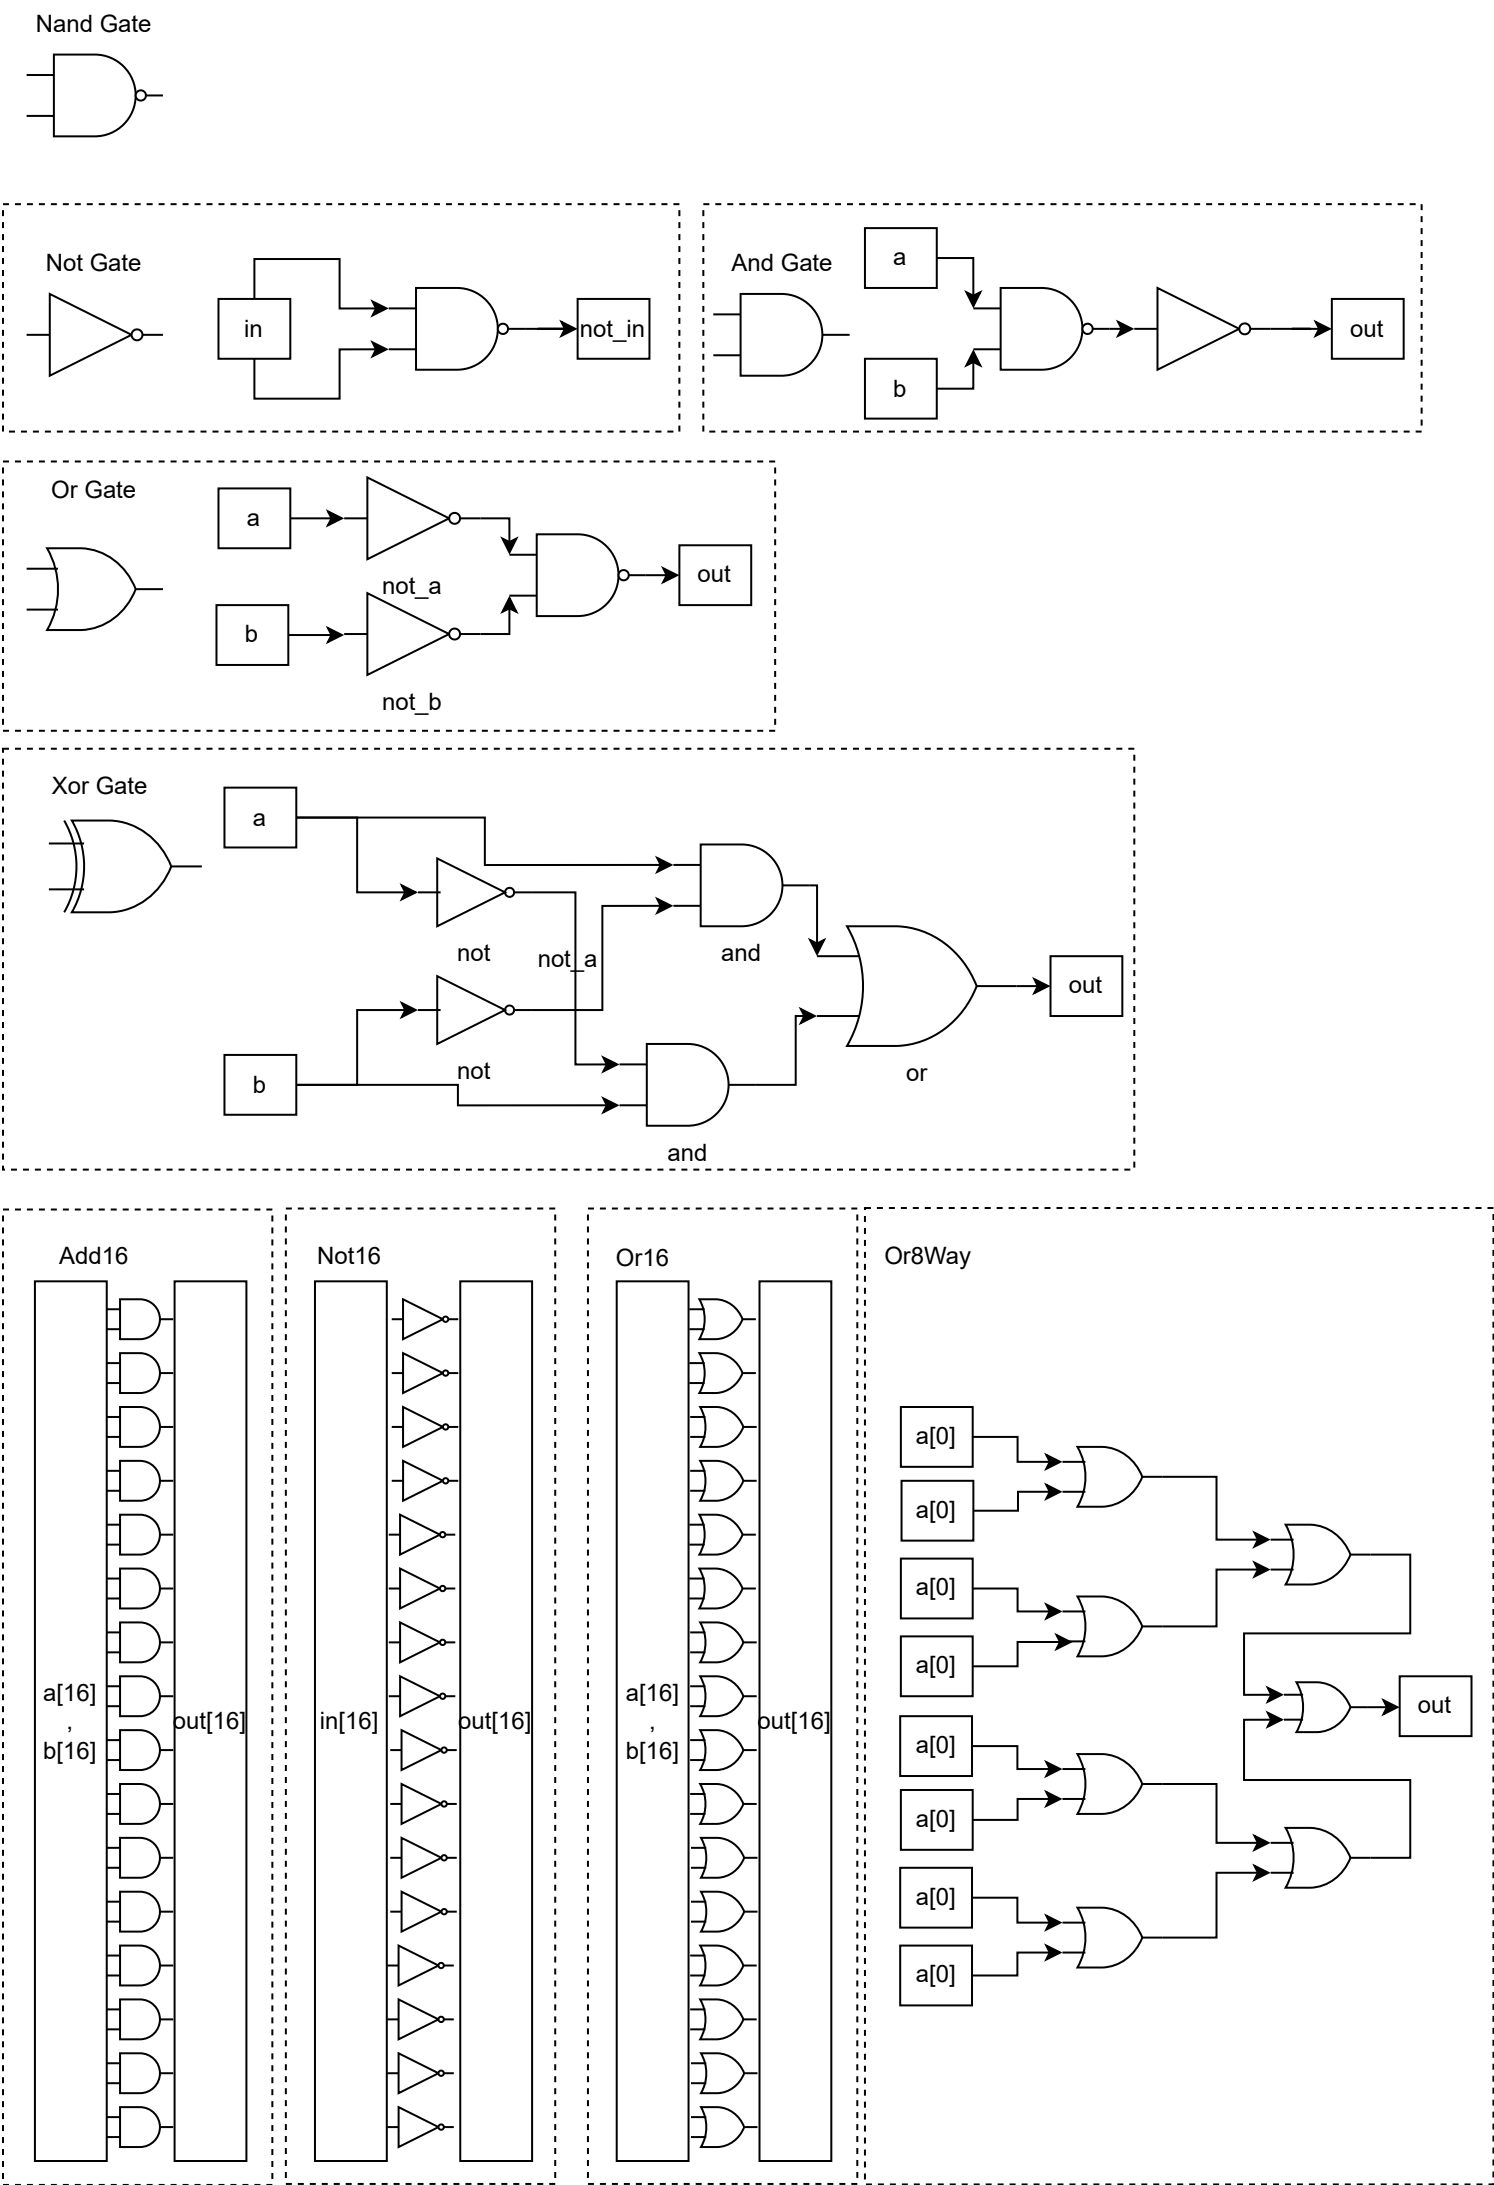 Nand Gate
Not Gate
in
not_in
And Gate
a
b
out
Or Gate
a
not_a
b
not_b
out
Xor Gate
a
not
not_a
and
b
not
and
or
out
Add16
a[16]
,
b[16]
out[16]
Not16
in[16]
out[16]
Or16
a[16]
,
b[16]
out[16]
Or8Way
a[0]
a[0]
a[0]
a[0]
a[0]
a[0]
a[0]
a[0]
out